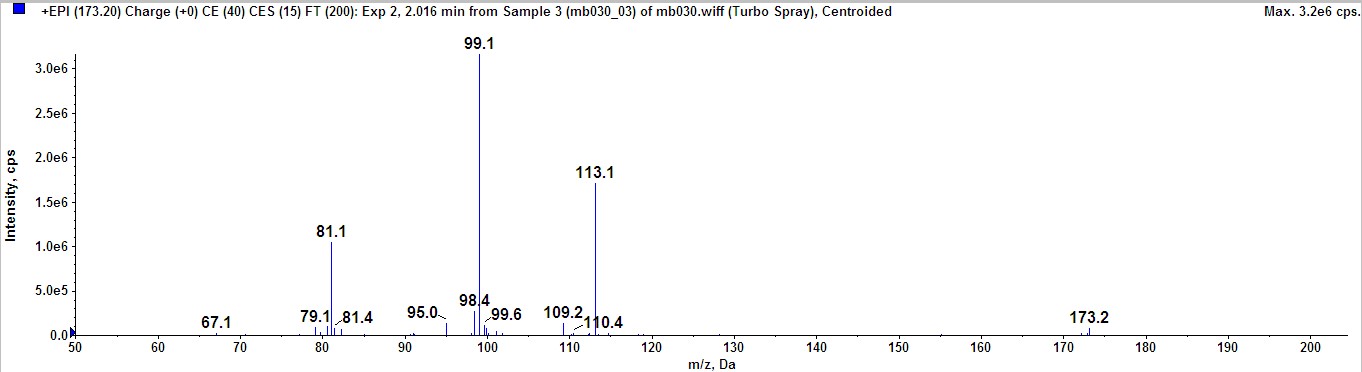 +EPI (173.20) Charge (+0) CE (40) CES (15) FT (200): Exp 2, 2.016 min from Sample 3 (mb030_03) of mb030.wiff (Turbo Spray), Centroided
Max. 3.2e6 cps.
99.1
3.0e6
2.5e6
2.0e6
1.5e6
1.0e6
5.0e5
0.0
Intensity, cps
113.1
81.1
98.4
67.1
79.1
81.4
95.0
99.6
109.2
110.4
173.2
50 60 70 80 90 100 110 120 130 140 150 160 170 180 190 200
m/z, Da